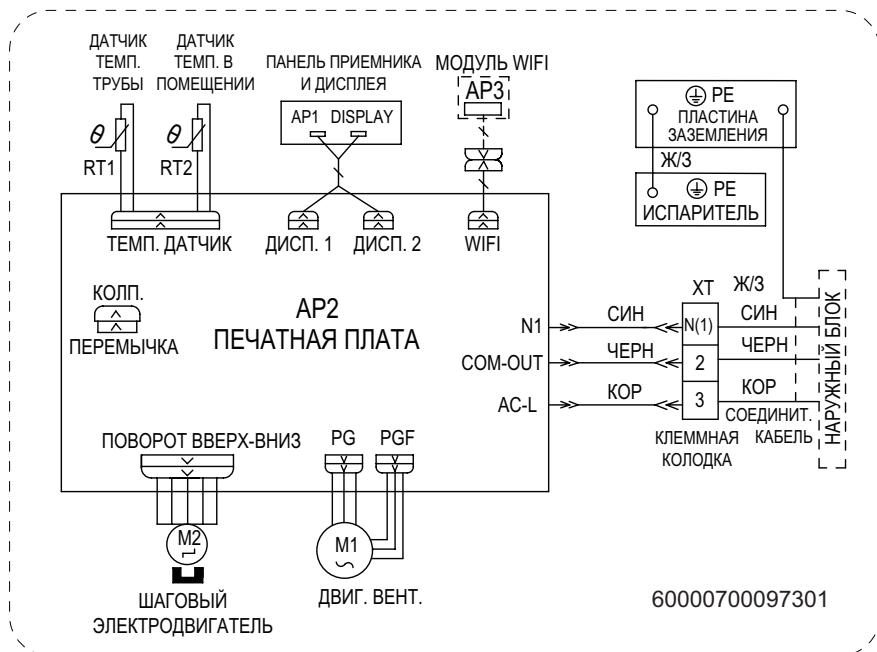 ДАТЧИК
ТЕМП.
ТРУБЫ
ДАТЧИК
ТЕМП. В
ПОМЕЩЕНИИ
ПАНЕЛЬ ПРИЕМНИКА
И ДИСПЛЕЯ
МОДУЛЬ WIFI
AP1 DISPLAY
AP3
PE
ПЛАСТИНА
ЗАЗЕМЛЕНИЯ
θ
RT1
θ
RT2
Ж/З
PE
ИСПАРИТЕЛЬ
ТЕМП. ДАТЧИК
ДИСП. 1
ДИСП. 2
WIFI
КОЛП.
ПЕРЕМЫЧКА
AP2
ПЕЧАТНАЯ ПЛАТА
XT
Ж/З
N1
СИН
N(1)
СИН
COM-OUT
ЧЕРН
2
ЧЕРН
AC-L
КОР
3
КОР
НАРУЖНЫЙ БЛОК
КЛЕММНАЯ
КОЛОДКА
СОЕДИНИТ.
КАБЕЛЬ
ПОВОРОТ ВВЕРХ-ВНИЗ
PG
PGF
M2
M1
ШАГОВЫЙ
ЭЛЕКТРОДВИГАТЕЛЬ
ДВИГ. ВЕНТ.
60000700097301